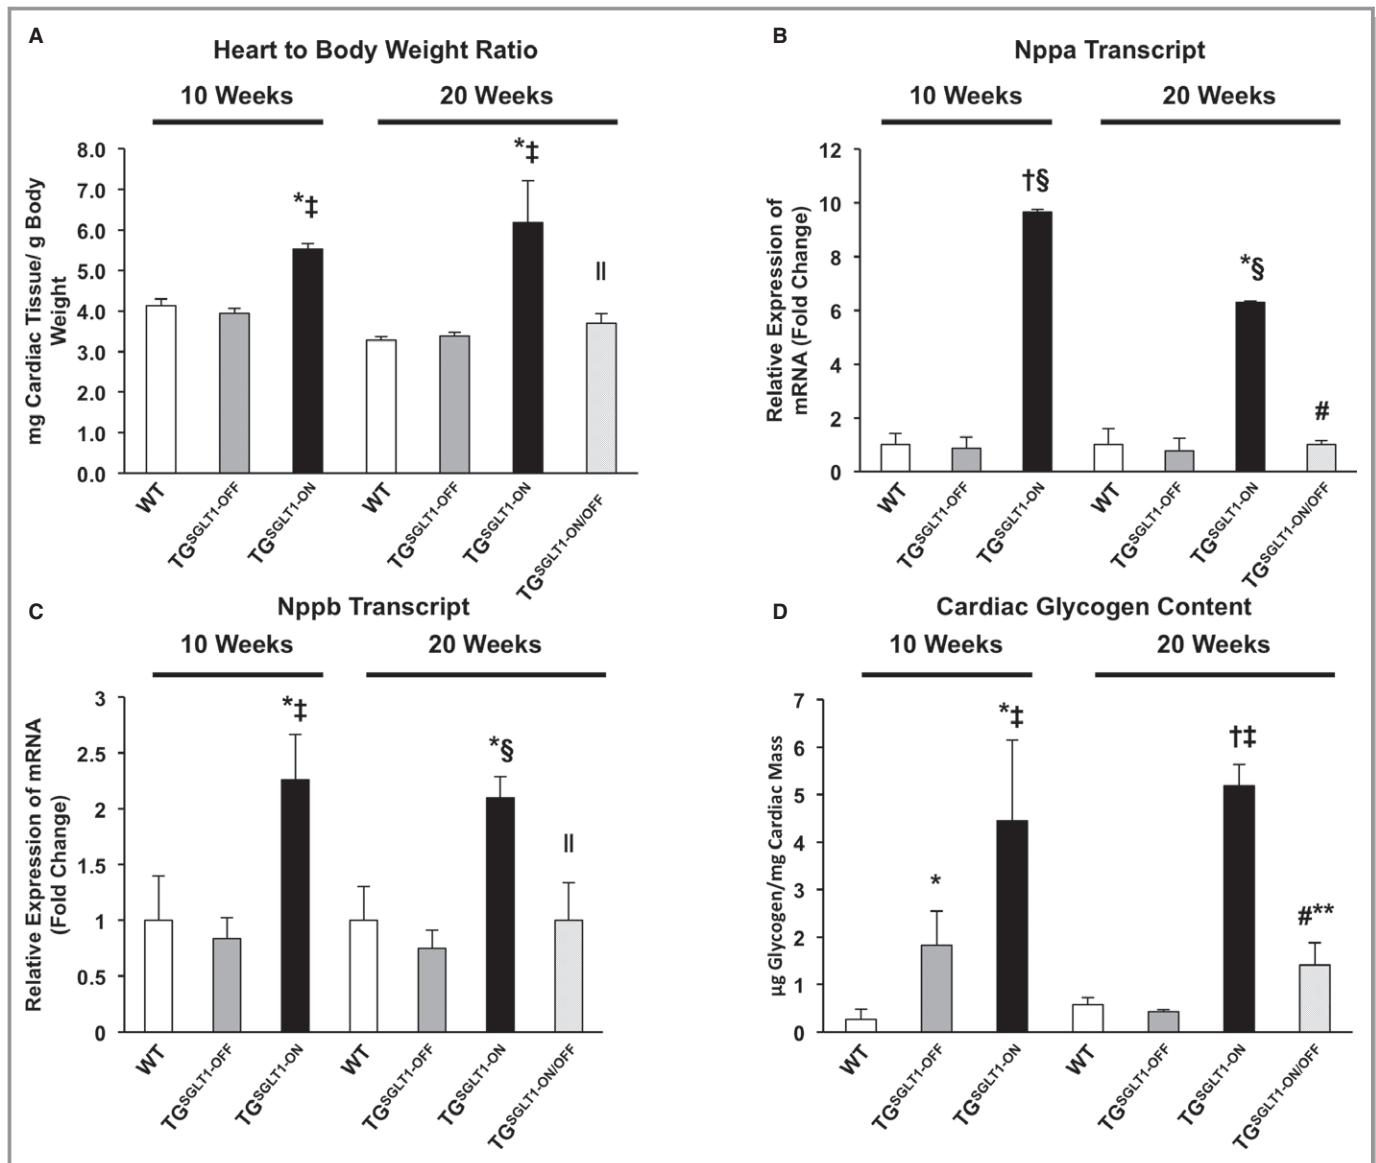 A
Heart to Body Weight Ratio
10 Weeks
20 Weeks
mg Cardiac Tissue/ g Body
Weight
8.0
7.0
6.0
5.0
4.0
3.0
2.0
1.0
0.0
*‡
*‡
||
WT
TGSGLT1-OFF
TGSGLT1-ON
WT
TGSGLT1-OFF
TGSGLT1-ON
TGSGLT1-ON/OFF
B
Nppa Transcript
10 Weeks
20 Weeks
Relative Expression of
mRNA (Fold Change)
12
10
8
6
4
2
0
†§
*§
#
WT
TGSGLT1-OFF
TGSGLT1-ON
WT
TGSGLT1-OFF
TGSGLT1-ON
TGSGLT1-ON/OFF
C
Nppb Transcript
10 Weeks
20 Weeks
Relative Expression of mRNA
(Fold Change)
3
2.5
2
1.5
1
0.5
0
*‡
*§
||
WT
TGSGLT1-OFF
TGSGLT1-ON
WT
TGSGLT1-OFF
TGSGLT1-ON
TGSGLT1-ON/OFF
D
Cardiac Glycogen Content
10 Weeks
20 Weeks
µg Glycogen/mg Cardiac Mass
7
6
5
4
3
2
1
0
*
*‡
†‡
#**
WT
TGSGLT1-OFF
TGSGLT1-ON
WT
TGSGLT1-OFF
TGSGLT1-ON
TGSGLT1-ON/OFF